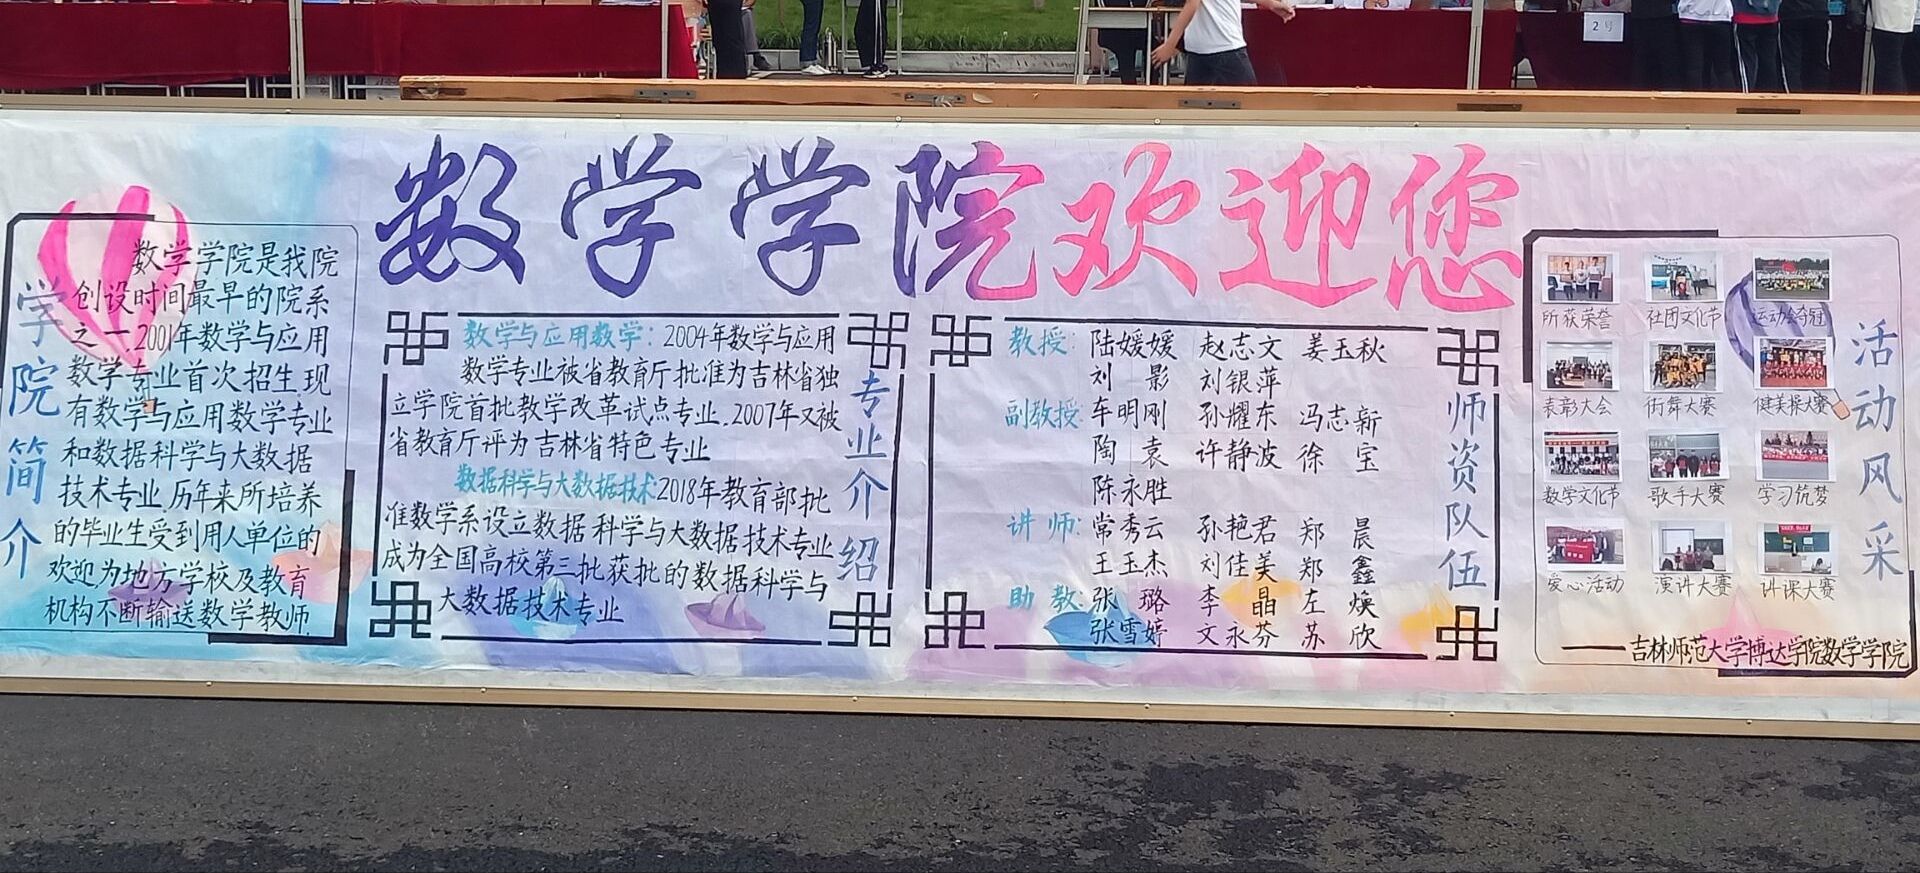 2号
数学学院欢迎您
学院简介
数学学院是我院
创设时间最早的院系
之一,2001年数学与应用
数学专业首次招生,现
有数学与应用数学专业
和数据科学与大数据
技术专业,历年来所培养
的毕业生受到用人单位的
欢迎为地方学校及教育
机构不断输送数学教师.
专业介绍
数学与应用数学:2004年数学与应用
数学专业被省教育厅批准为吉林省独
立学院首批教学改革试点专业.2007年又被
省教育厅评为吉林省特色专业
数据科学与大数据技术2018年教育部批
准数学系设立数据科学与大数据技术专业
成为全国高校第三批获批的数据科学与
大数据技术专业
师资队伍
教授:陆媛媛 赵志文 姜玉秋
刘影 刘银萍
副教授:车明刚 孙耀东 冯志新
陶袁 许静波 徐宝
陈永胜
讲师:常秀云 孙艳君 郑晨
王玉杰 刘佳美 郑鑫
助教:张璐 李晶 左焕
张雪婷 文永芬 苏欣
活动风采
所获荣誉 社团文化节 运动会夺冠
表彰大会 街舞大赛 健美操大赛
数学文化节 歌手大赛 学习筑梦
爱心活动 演讲大赛 讲课大赛
——吉林师范大学博达学院数学学院